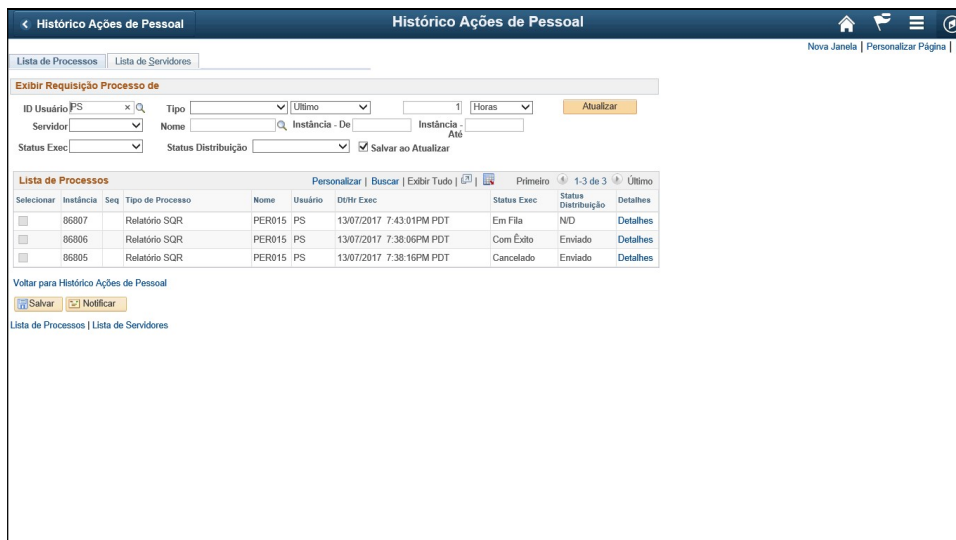 Histórico Ações de Pessoal
Histórico Ações de Pessoal
Nova Janela | Personalizar Página |
Lista de Processos Lista de Servidores
Exibir Requisição Processo de
ID Usuário PS Tipo Ultimo 1 Horas Atualizar
Servidor Nome Instância - De Instância - Até
Status Exec Status Distribuição Salvar ao Atualizar
Lista de Processos Personalizar | Buscar | Exibir Tudo | | Primeiro 1-3 de 3 Último
Selecionar Instância Seq Tipo de Processo Nome Usuário Dt/Hr Exec Status Exec Status Distribuição Detalhes
86807 Relatório SQR PER015 PS 13/07/2017 7:43:01PM PDT Em Fila N/D Detalhes
86806 Relatório SQR PER015 PS 13/07/2017 7:38:06PM PDT Com Êxito Enviado Detalhes
86805 Relatório SQR PER015 PS 13/07/2017 7:38:16PM PDT Cancelado Enviado Detalhes
Voltar para Histórico Ações de Pessoal
Salvar Notificar
Lista de Processos | Lista de Servidores